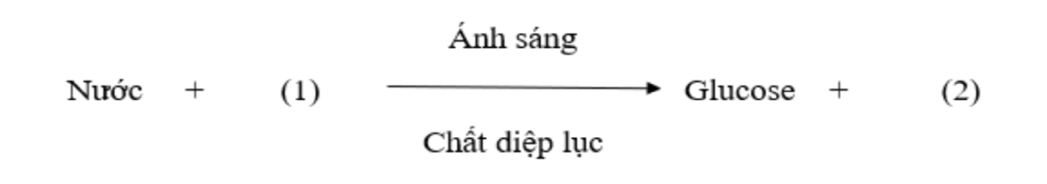 Ánh sáng
Nước + (1) Glucose + (2)
Chất diệp lục